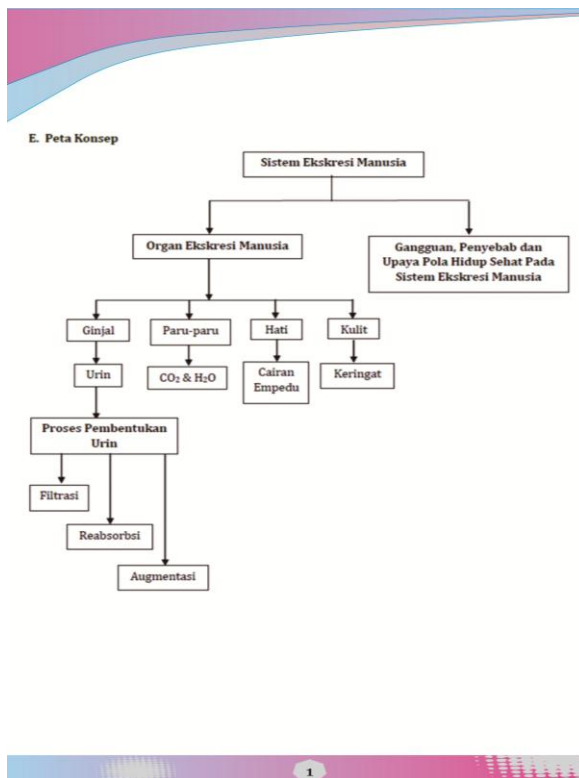 E. Peta Konsep
Sistem Ekskresi Manusia
Organ Ekskresi Manusia
Gangguan, Penyebab dan
Upaya Pola Hidup Sehat Pada
Sistem Ekskresi Manusia
Ginjal
Paru-paru
Hati
Kulit
Urin
CO₂ & H₂O
Cairan
Empedu
Keringat
Proses Pembentukan
Urin
Filtrasi
Reabsorbsi
Augmentasi
1